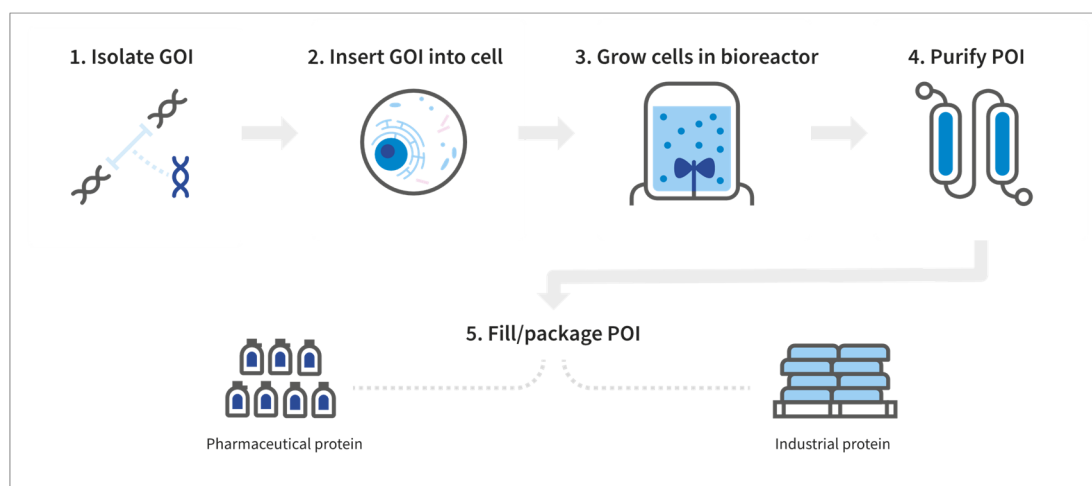 1. Isolate GOI
2. Insert GOI into cell
3. Grow cells in bioreactor
4. Purify POI
5. Fill/package POI
Pharmaceutical protein
Industrial protein